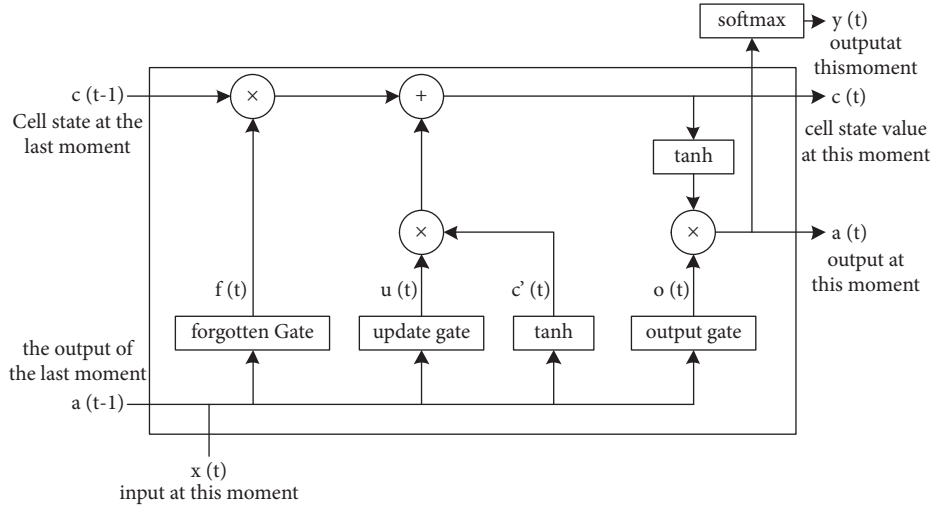 softmax
y (t)
outputat
thismoment
c (t-1)
Cell state at the
last moment
×
+
c (t)
cell state value
at this moment
tanh
×
×
a (t)
output at
this moment
f (t)
u (t)
c’ (t)
o (t)
forgotten Gate
update gate
tanh
output gate
the output of
the last moment
a (t-1)
x (t)
input at this moment